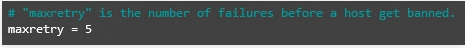 # "maxretry" is the number of failures before a host get banned.
maxretry = 5